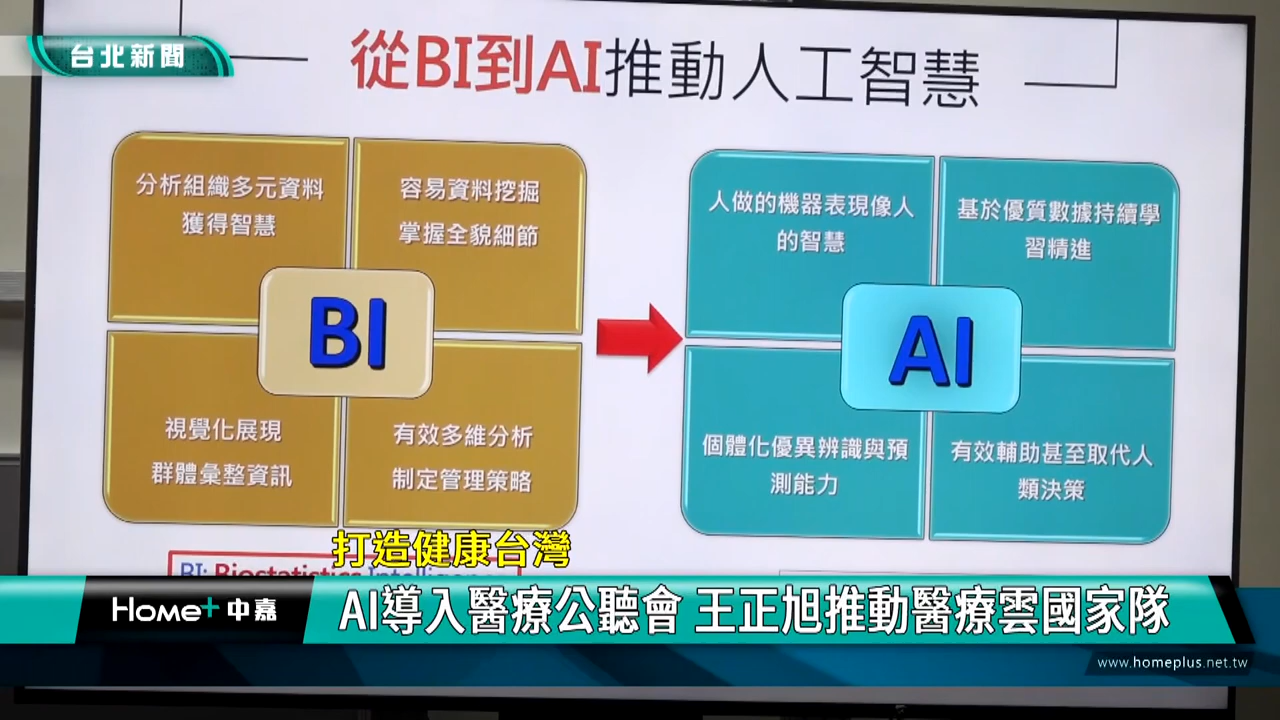 台北新聞
從BI到AI推動人工智慧
分析組織多元資料
獲得智慧
容易資料挖掘
掌握全貌細節
BI
視覺化展現
群體彙整資訊
有效多維分析
制定管理策略
人做的機器表現像人
的智慧
基於優質數據持續學
習精進
AI
個體化優異辨識與預
測能力
有效輔助甚至取代人
類決策
BI: Biostatistics
打造健康台灣
Home+中嘉
AI導入醫療公聽會 王正旭推動醫療雲國家隊
www.homeplus.net.tw